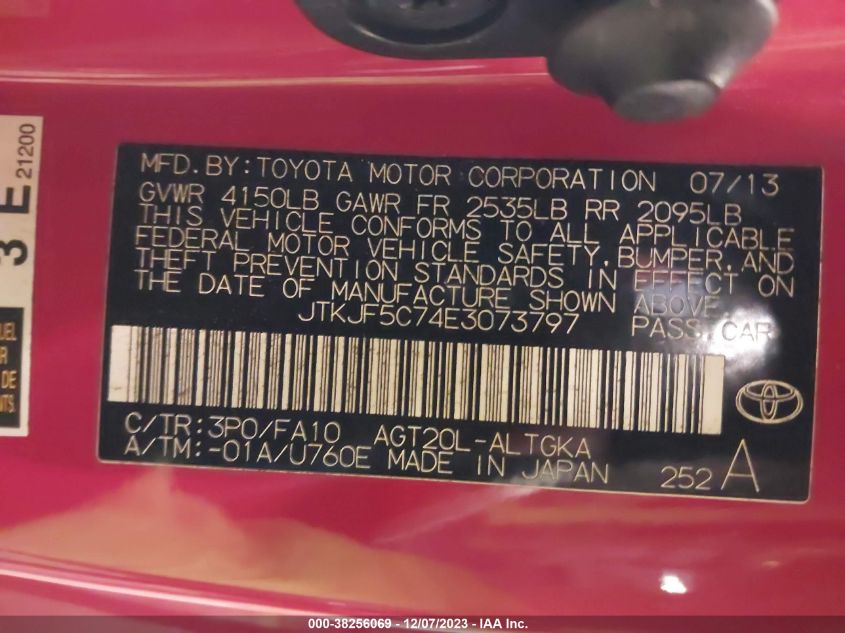 MFD. BY: TOYOTA MOTOR CORPORATION 07/13
GVWR 4150LB GAWR FR 2535LB RR 2095LB
THIS VEHICLE CONFORMS TO ALL APPLICABLE
FEDERAL MOTOR VEHICLE SAFETY, BUMPER, AND
THEFT PREVENTION STANDARDS IN EFFECT ON
THE DATE OF MANUFACTURE SHOWN ABOVE.
JTKJF5C74E3073797 PASS. CAR
C/TR: 3P0/FA10 AGT20L-ALTGKA
A/TM: -01A/U760E MADE IN JAPAN 252 A
3 E
21200
DE
000-38256069 - 12/07/2023 - IAA Inc.